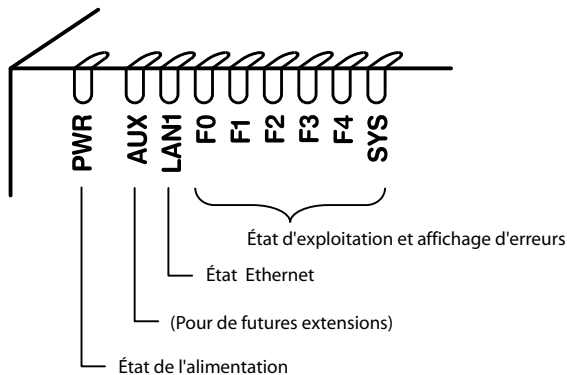 PWR
AUX
LAN1
F0
F1
F2
F3
F4
SYS
État d'exploitation et affichage d'erreurs
État Ethernet
(Pour de futures extensions)
État de l'alimentation